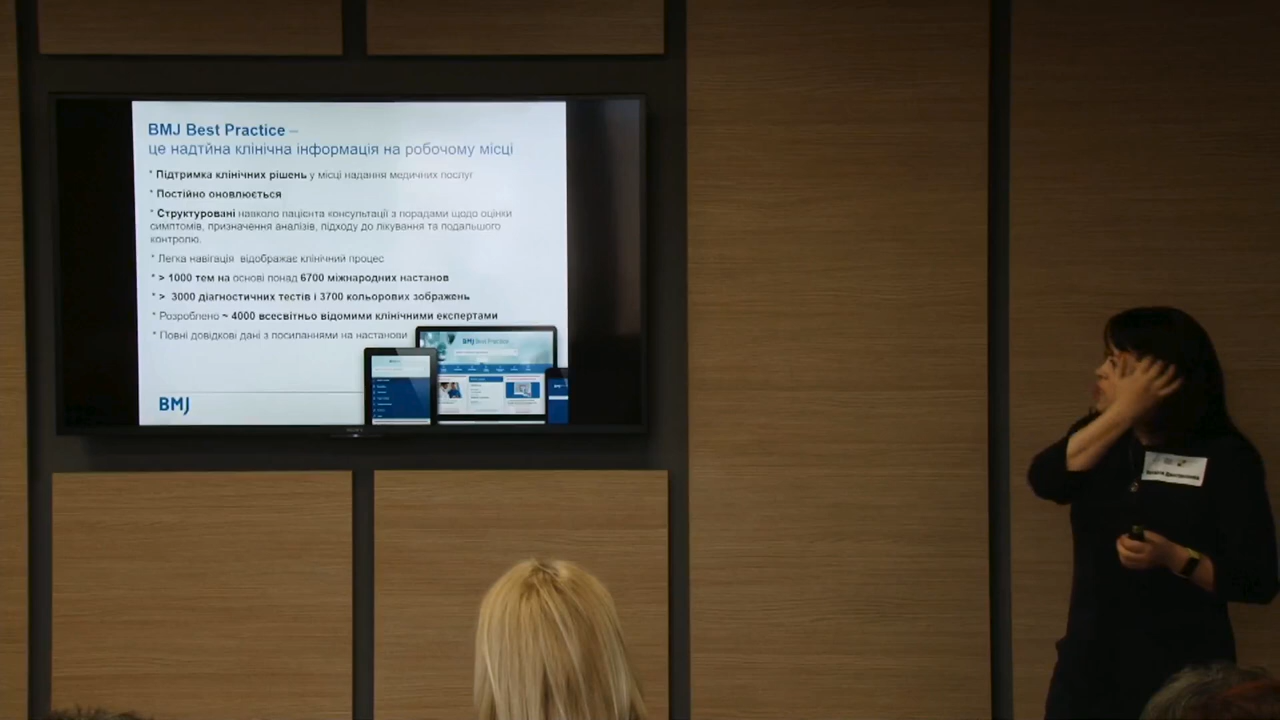 BMJ Best Practice –
це надтйна клінічна інформація на робочому місці
* Підтримка клінічних рішень у місці надання медичних послуг
* Постійно оновлюється
* Структуровані навколо пацієнта консультації з порадами щодо оцінки
симптомів, призначення аналізів, підходу до лікування та подальшого
контролю.
* Легка навігація відображає клінічний процес
* > 1000 тем на основі понад 6700 міжнародних настанов
* > 3000 діагностичних тестів і 3700 кольорових зображень
* Розроблено ~ 4000 всесвітньо відомими клінічними експертами
* Повні довідкові дані з посиланнями на настанови
BMJ Best Practice
BMJ